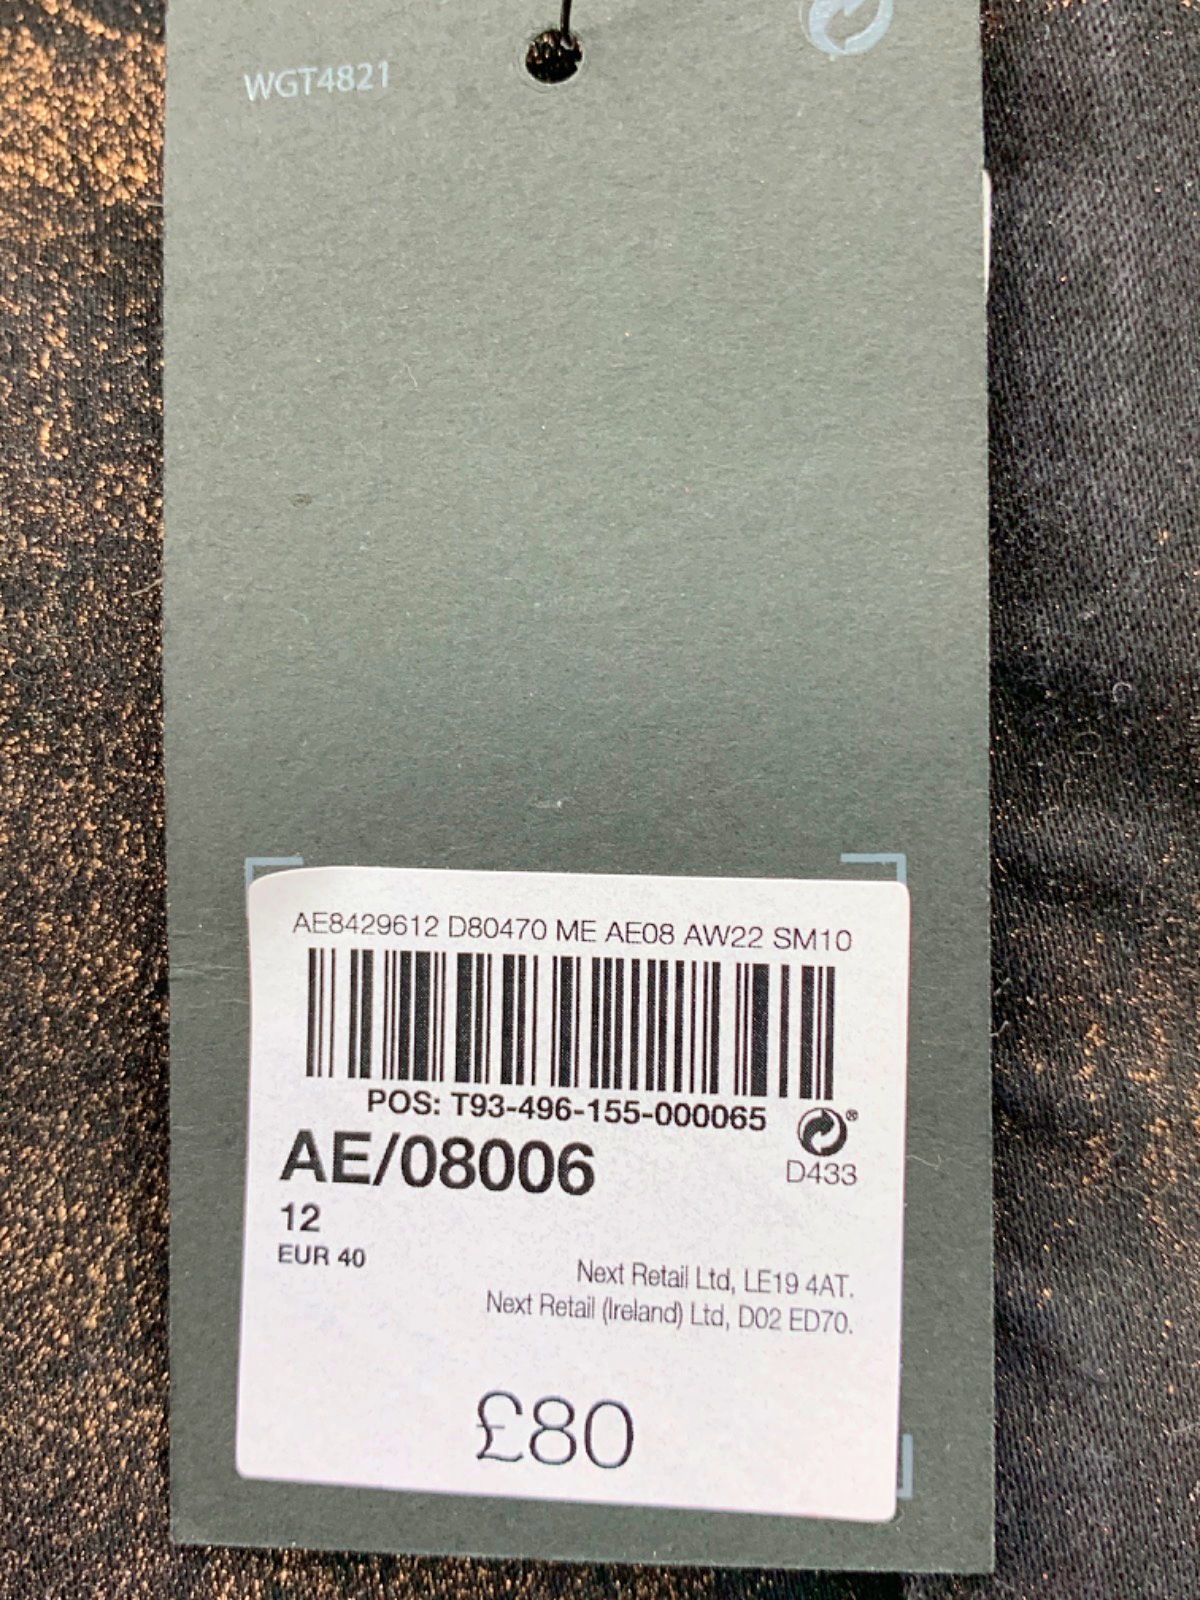 WGT4821
AE8429612 D80470 ME AE08 AW22 SM10
POS: T93-496-155-000065
®
AE/08006
D433
12
EUR 40
Next Retail Ltd, LE19 4AT.
Next Retail (Ireland) Ltd, D02 ED70.
£80